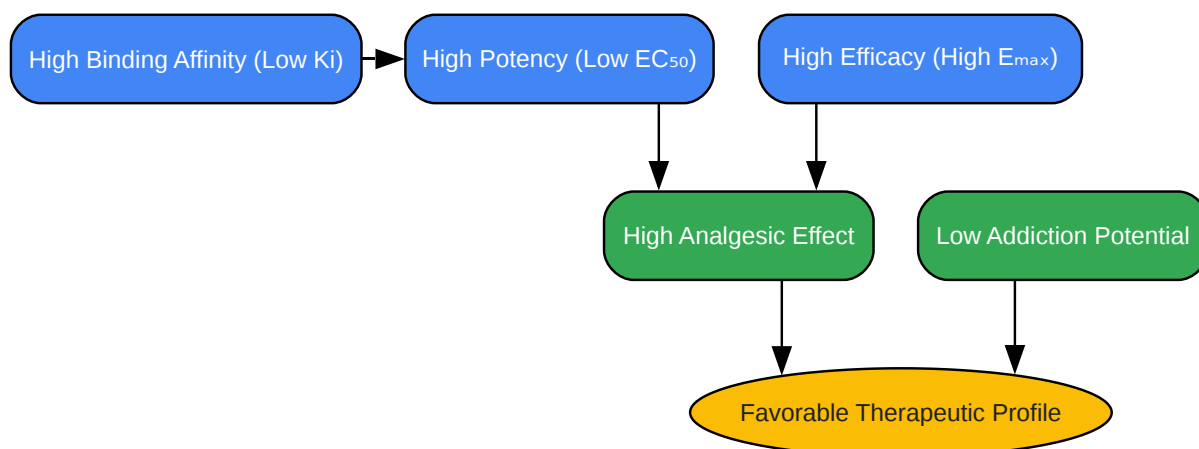 High Binding Affinity (Low Ki)
High Potency (Low EC₅₀)
High Efficacy (High Eₘₐₓ)
High Analgesic Effect
Low Addiction Potential
Favorable Therapeutic Profile